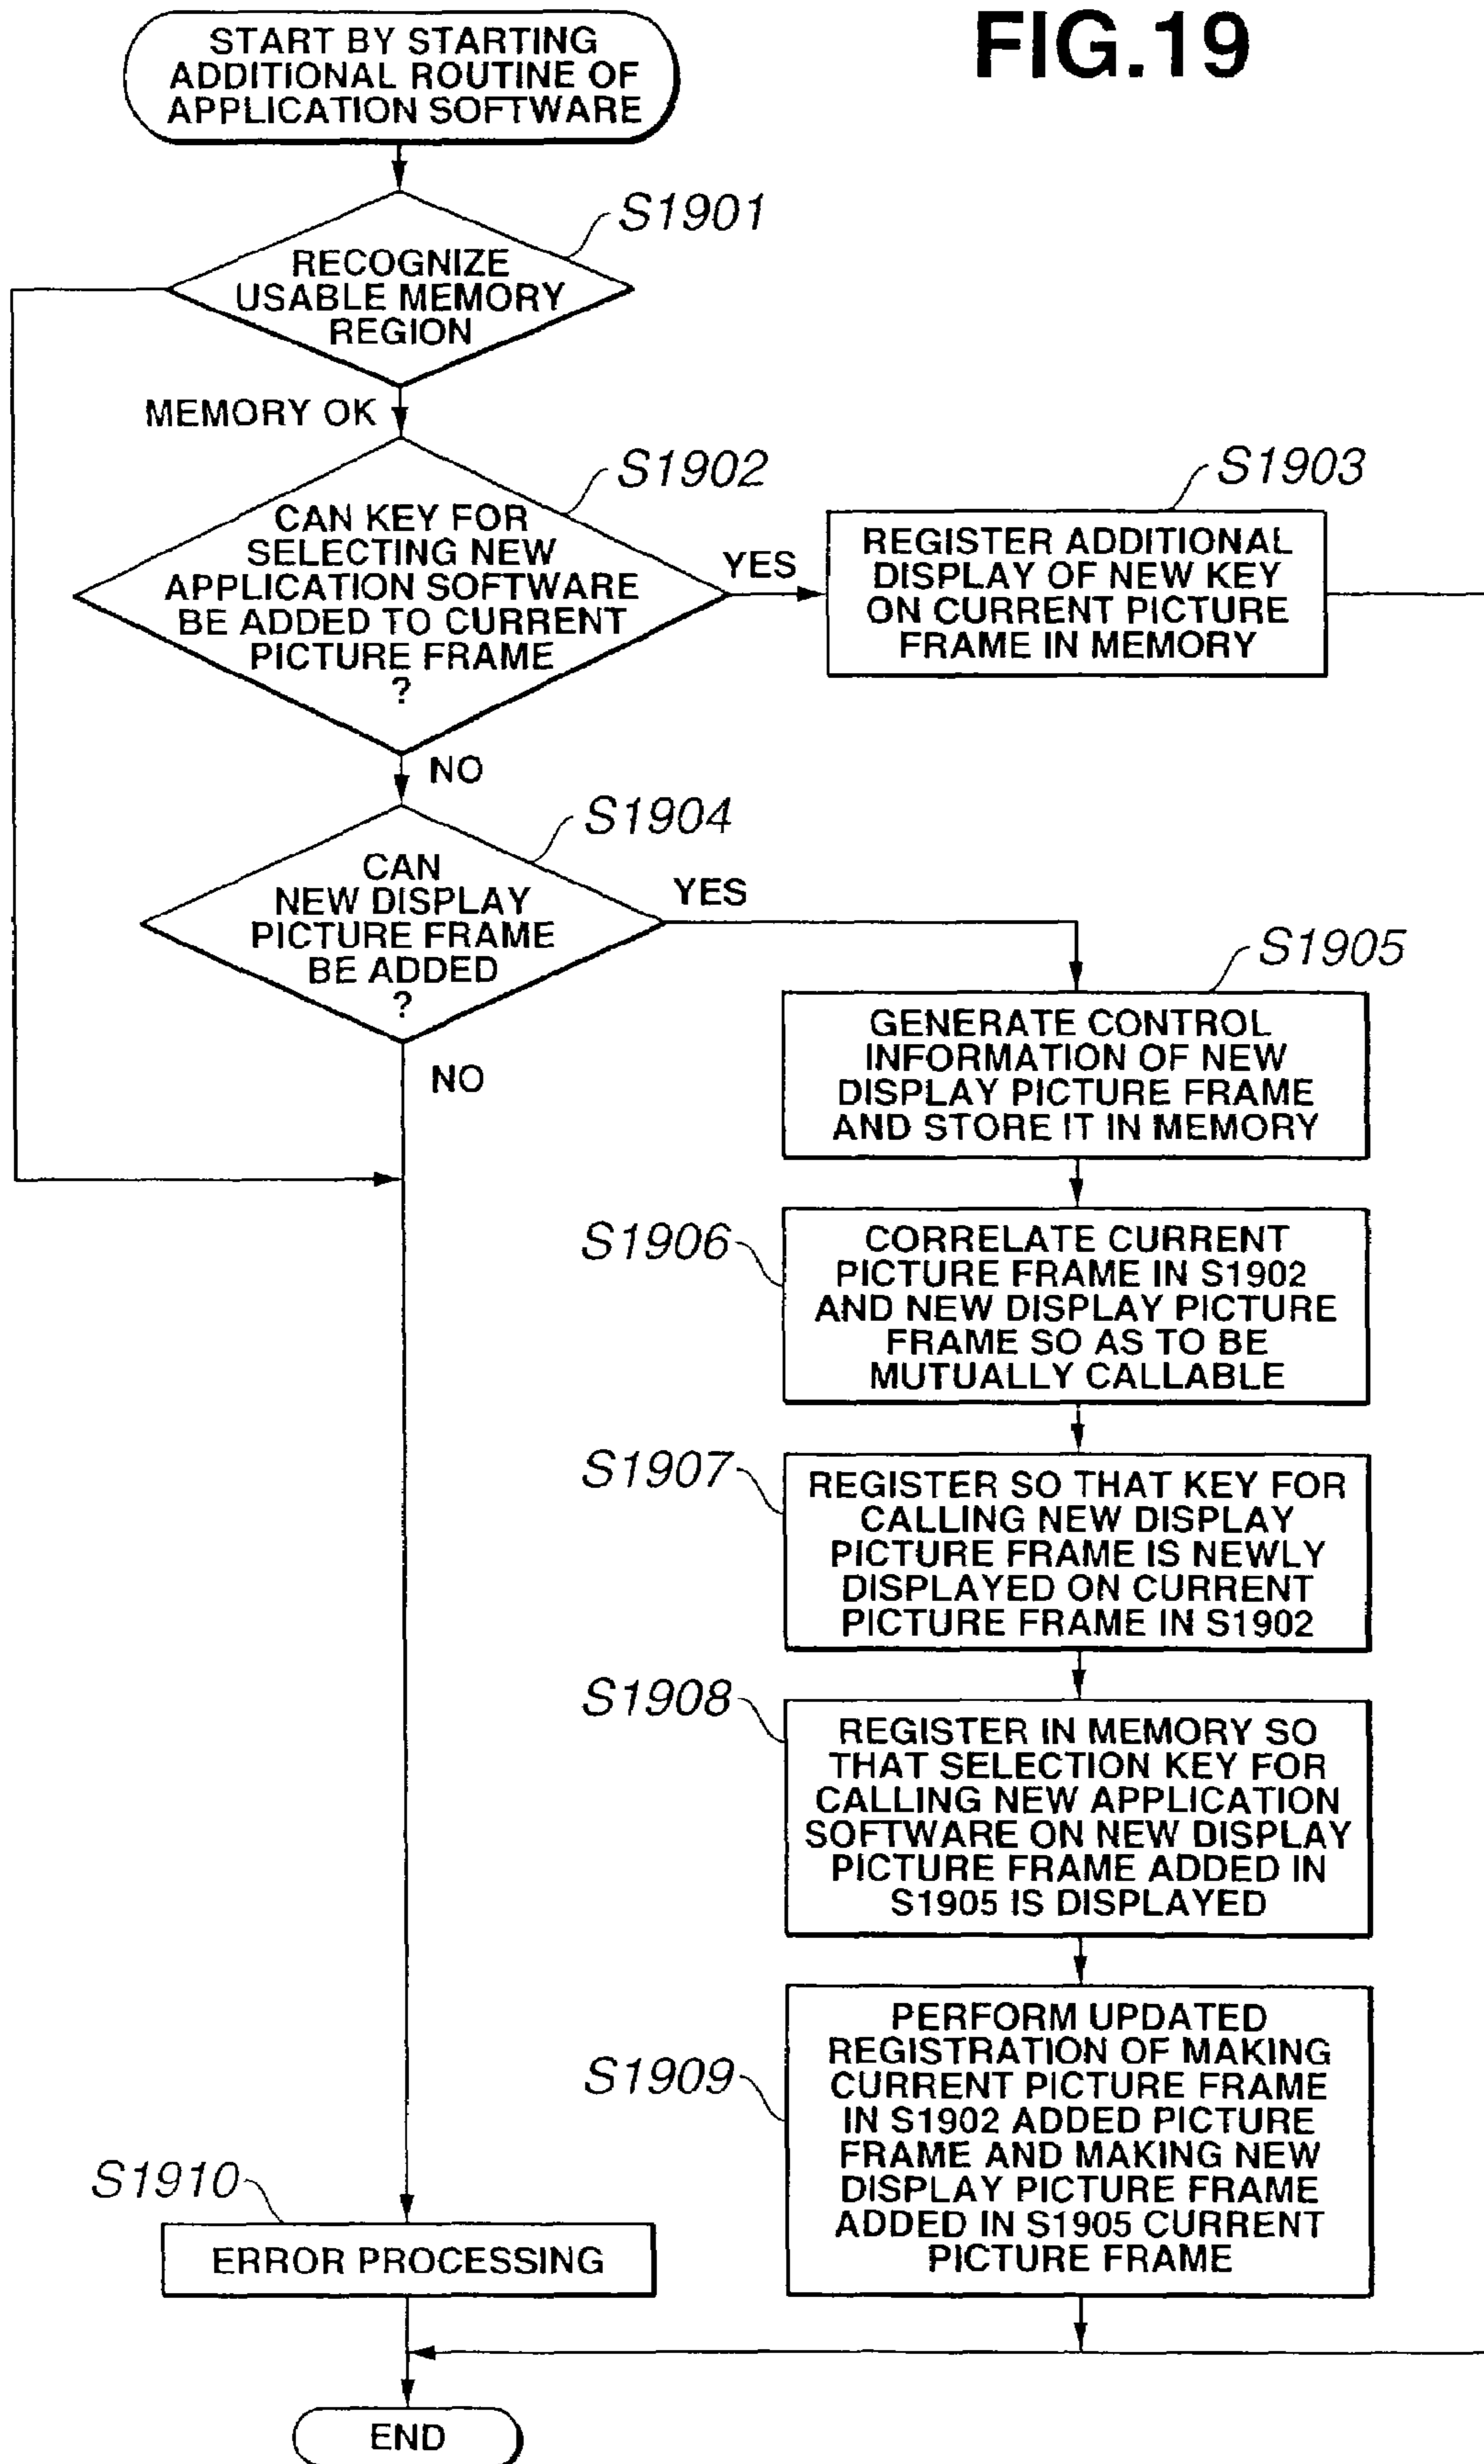 FIG.19
START BY STARTING
ADDITIONAL ROUTINE OF
APPLICATION SOFTWARE
S1901
RECOGNIZE
USABLE MEMORY
REGION
MEMORY OK
S1902
CAN KEY FOR
SELECTING NEW
APPLICATION SOFTWARE
BE ADDED TO CURRENT
PICTURE FRAME
?
YES
S1903
REGISTER ADDITIONAL
DISPLAY OF NEW KEY
ON CURRENT PICTURE
FRAME IN MEMORY
NO
S1904
CAN
NEW DISPLAY
PICTURE FRAME
BE ADDED
?
YES
NO
S1905
GENERATE CONTROL
INFORMATION OF NEW
DISPLAY PICTURE FRAME
AND STORE IT IN MEMORY
S1906
CORRELATE CURRENT
PICTURE FRAME IN S1902
AND NEW DISPLAY PICTURE
FRAME SO AS TO BE
MUTUALLY CALLABLE
S1907
REGISTER SO THAT KEY FOR
CALLING NEW DISPLAY
PICTURE FRAME IS NEWLY
DISPLAYED ON CURRENT
PICTURE FRAME IN S1902
S1908
REGISTER IN MEMORY SO
THAT SELECTION KEY FOR
CALLING NEW APPLICATION
SOFTWARE ON NEW DISPLAY
PICTURE FRAME ADDED IN
S1905 IS DISPLAYED
S1909
PERFORM UPDATED
REGISTRATION OF MAKING
CURRENT PICTURE FRAME
IN S1902 ADDED PICTURE
FRAME AND MAKING NEW
DISPLAY PICTURE FRAME
ADDED IN S1905 CURRENT
PICTURE FRAME
S1910
ERROR PROCESSING
END